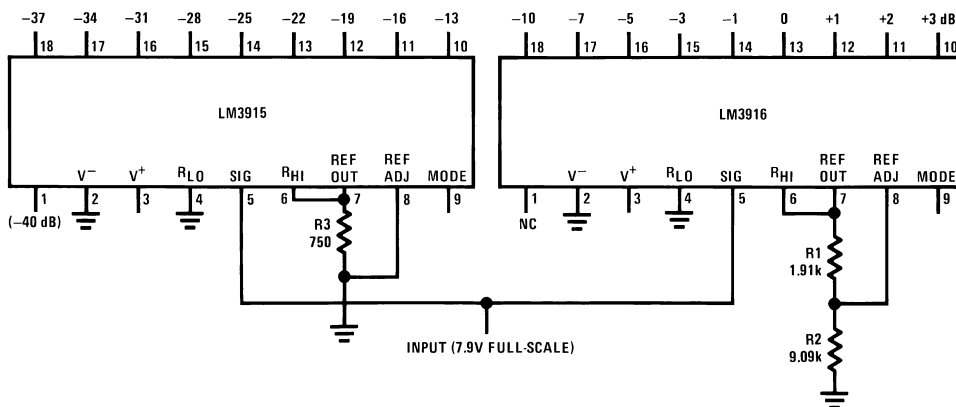 −37 −34 −31 −28 −25 −22 −19 −16 −13 −10 −7 −5 −3 −1 0 +1 +2 +3 dB
18 17 16 15 14 13 12 11 10 18 17 16 15 14 13 12 11 10
LM3915 LM3916
V− V+ RLO SIG RHI REF OUT REF ADJ MODE V− V+ RLO SIG RHI REF OUT REF ADJ MODE
1 2 3 4 5 6 7 8 9 1 2 3 4 5 6 7 8 9
(−40 dB) NC
R3
750
R1
1.91k
INPUT (7.9V FULL-SCALE)
R2
9.09k